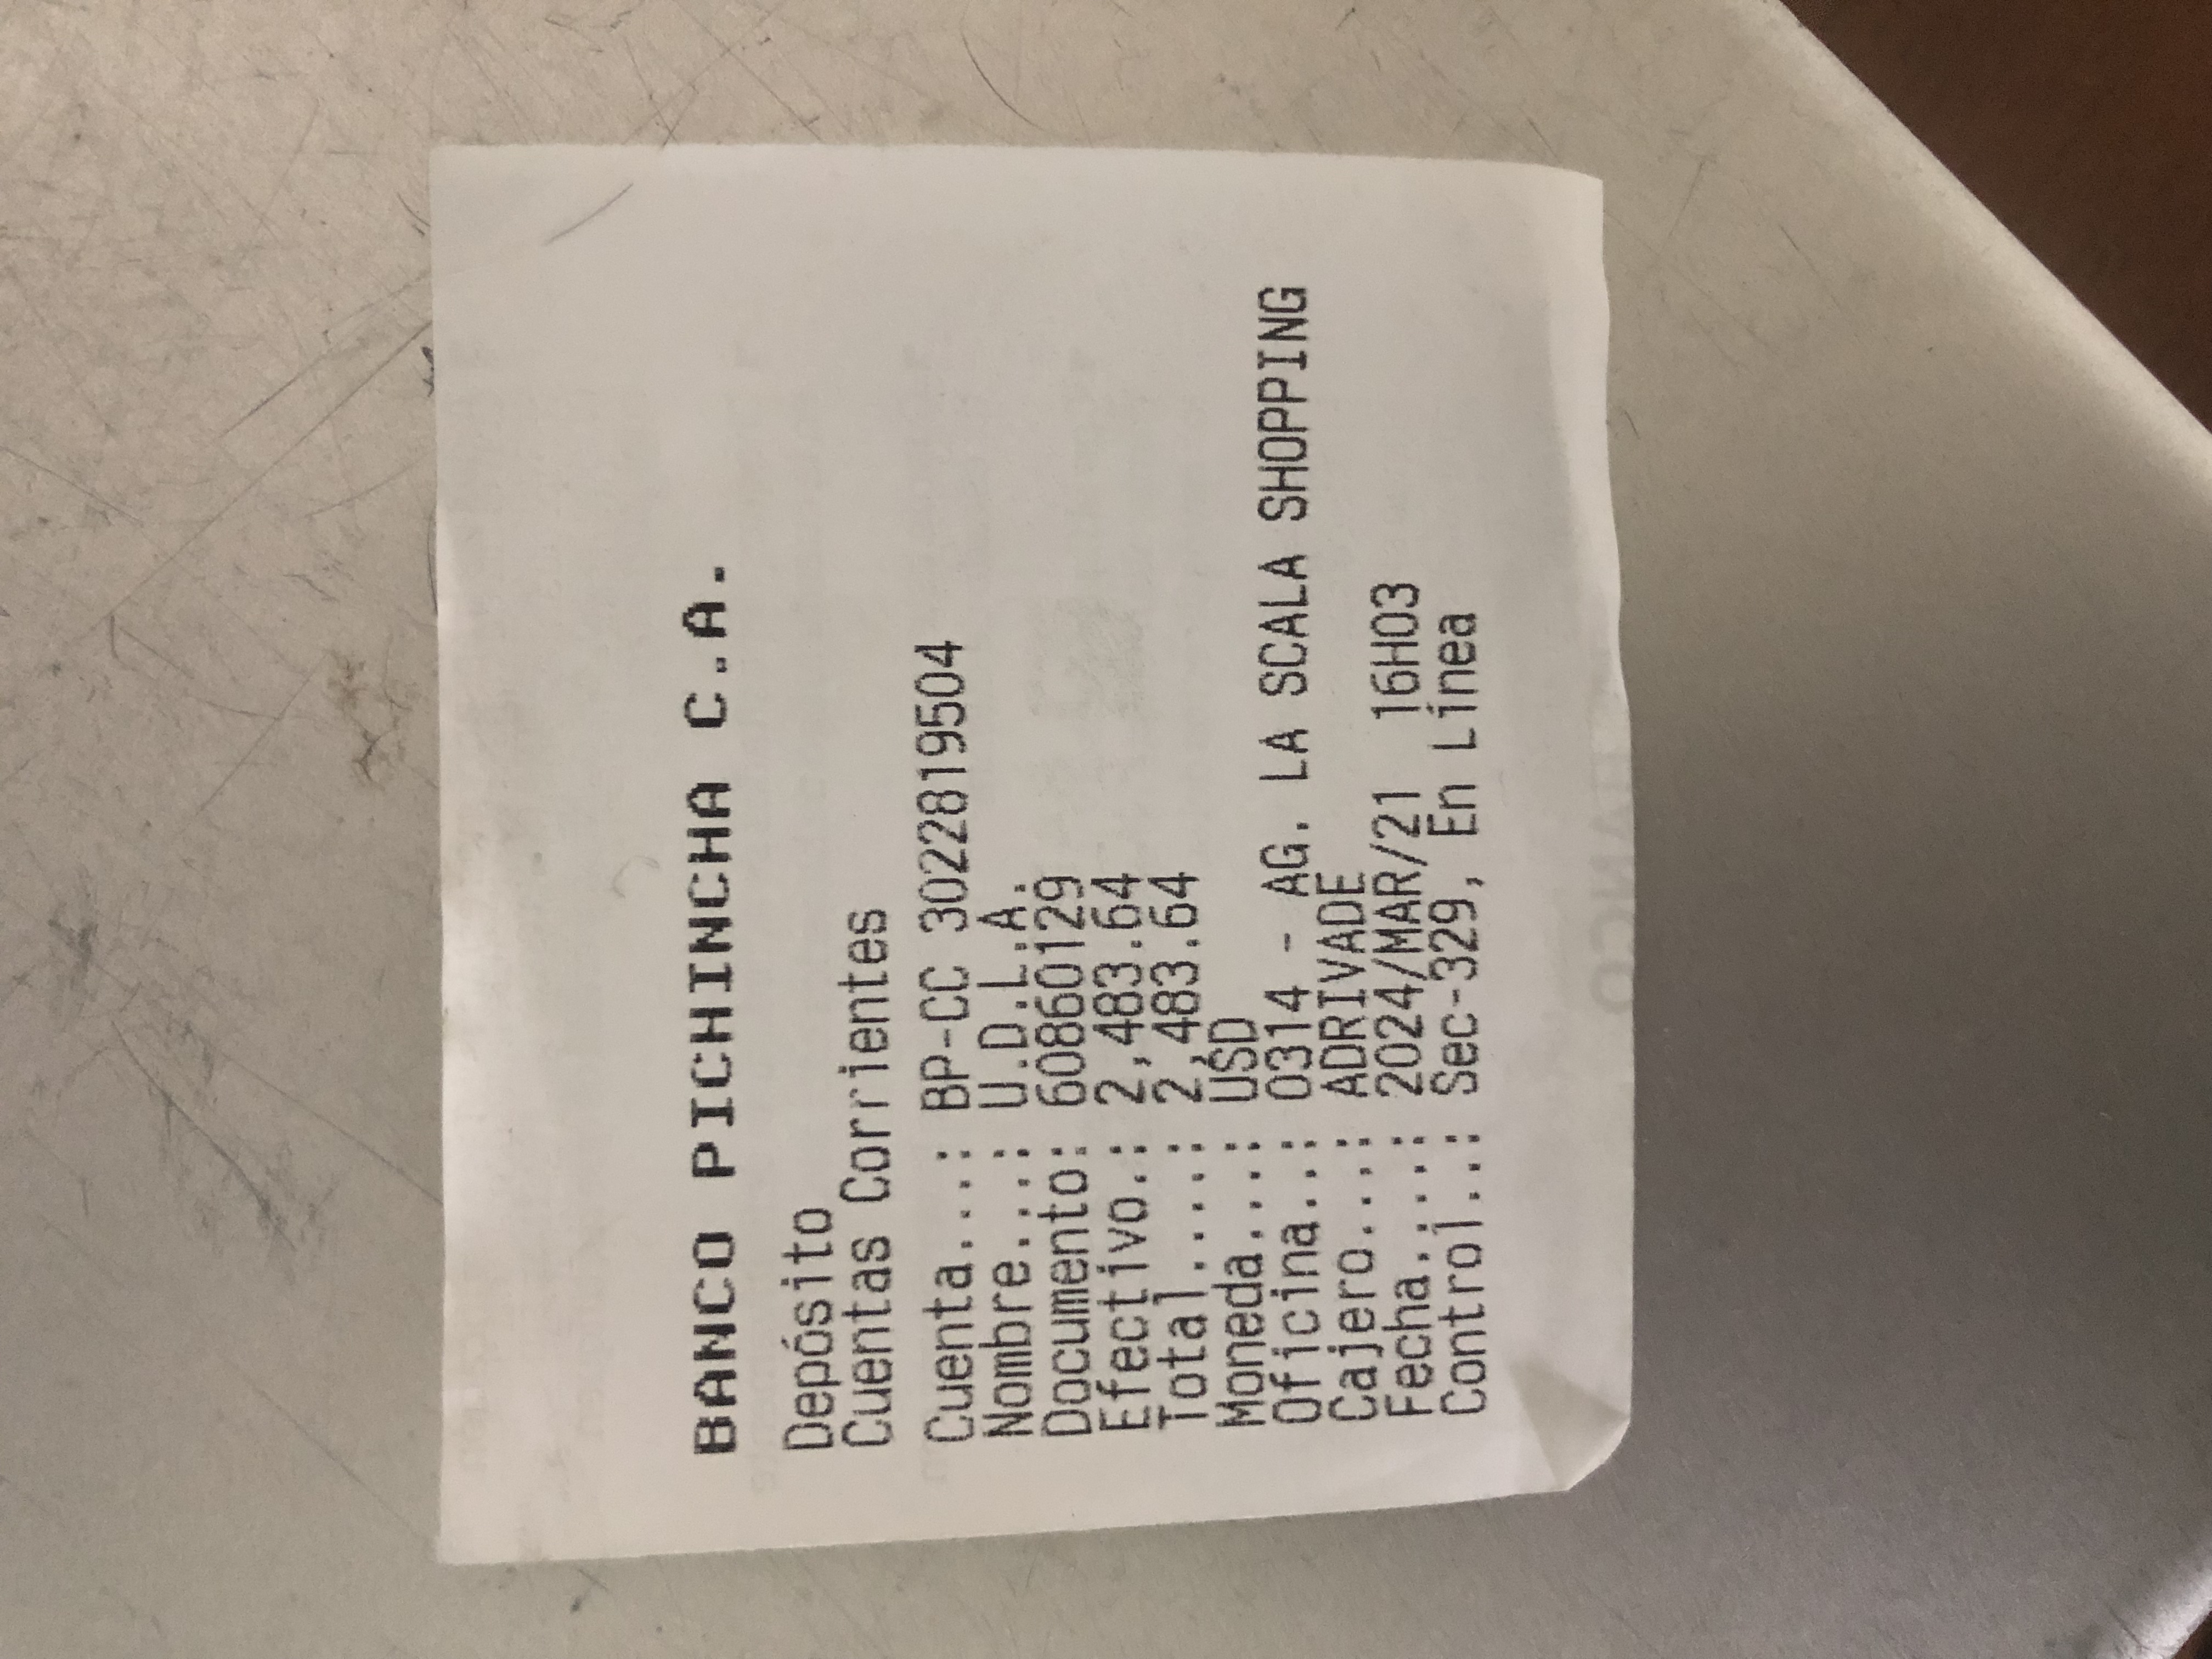 BANCO PICHINCHA C.A.
Depósito
Cuentas Corrientes
Cuenta....: BP-CC 3022819504
Nombre....: U.D.L.A.
Documento: 608860129
Efectivo.: 2,483.64
Total.....: 2,483.64
Moneda....: USD
Oficina...: 0314 - AG. LA SCALA SHOPPING
Cajero....: ADRIVADE
Fecha.....: 2024/MAR/21 16H03
Control...: Sec-329, En Línea